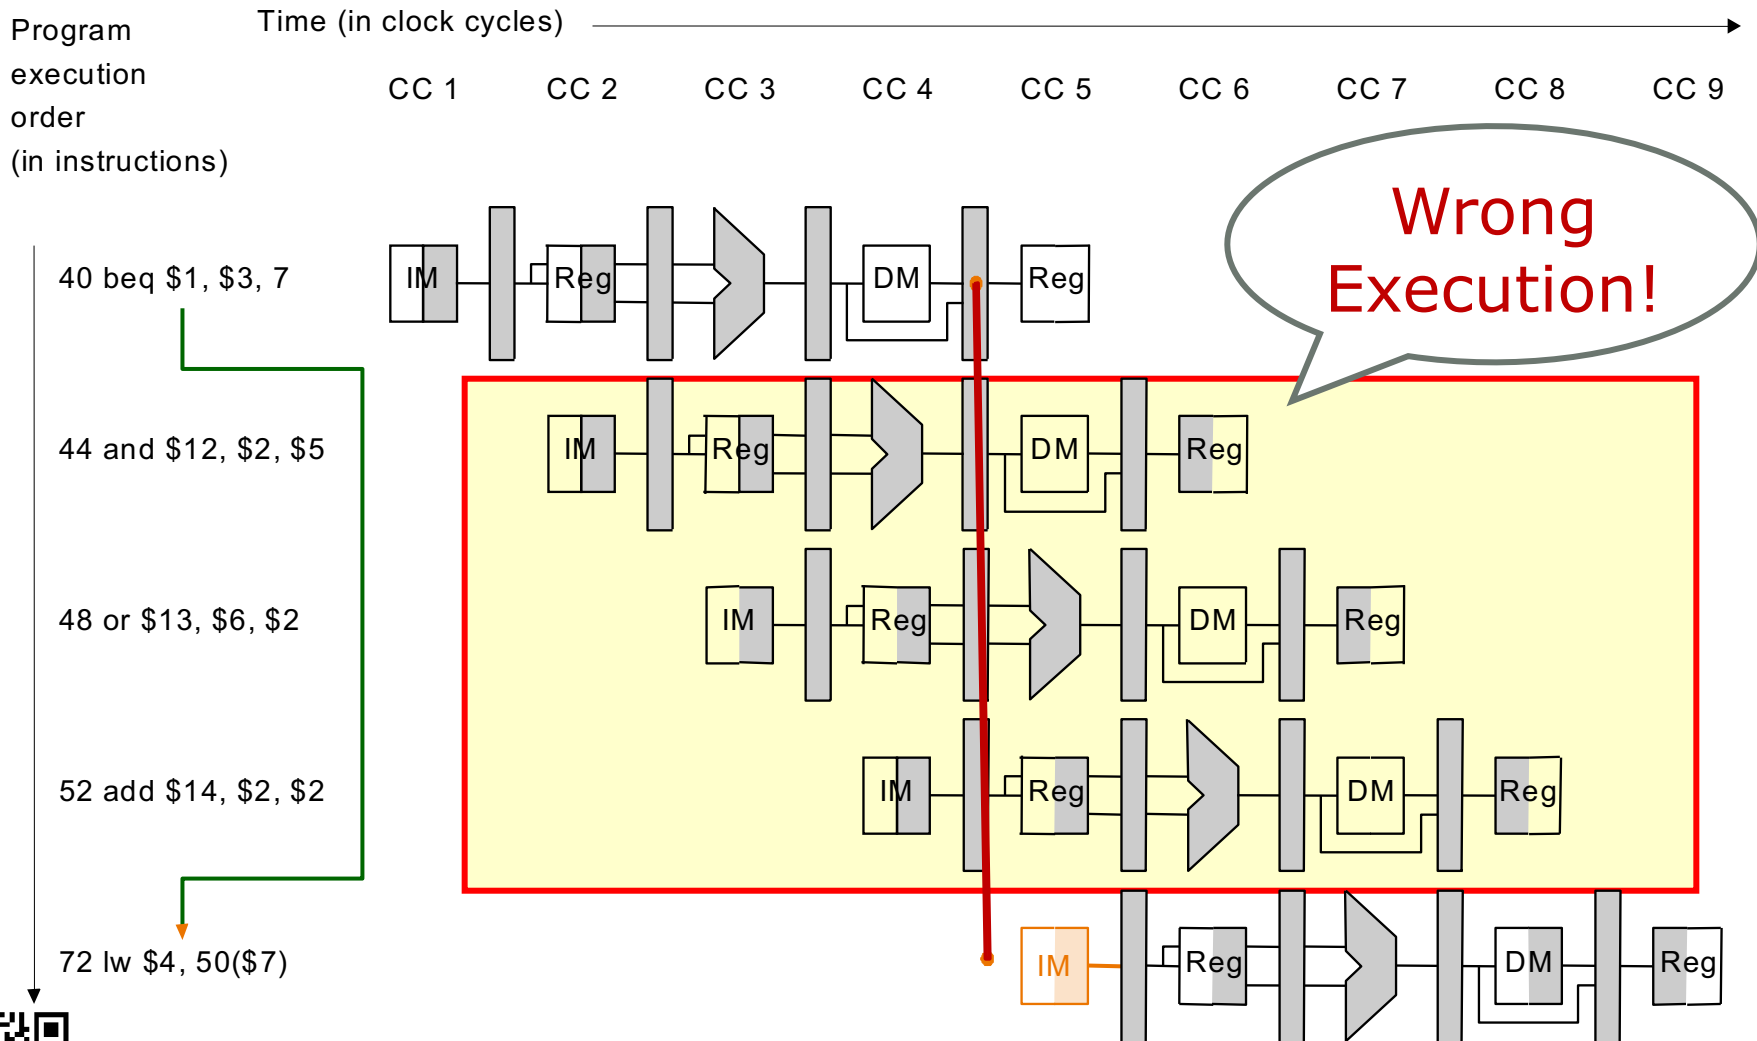 Program
execution
order
(in instructions)
Time (in clock cycles)
CC 1 CC 2 CC 3 CC 4 CC 5 CC 6 CC 7 CC 8 CC 9
Wrong
Execution!
40 beq $1, $3, 7
IM Reg DM Reg
44 and $12, $2, $5
IM Reg DM Reg
48 or $13, $6, $2
IM Reg DM Reg
52 add $14, $2, $2
IM Reg DM Reg
72 lw $4, 50($7)
IM Reg DM Reg